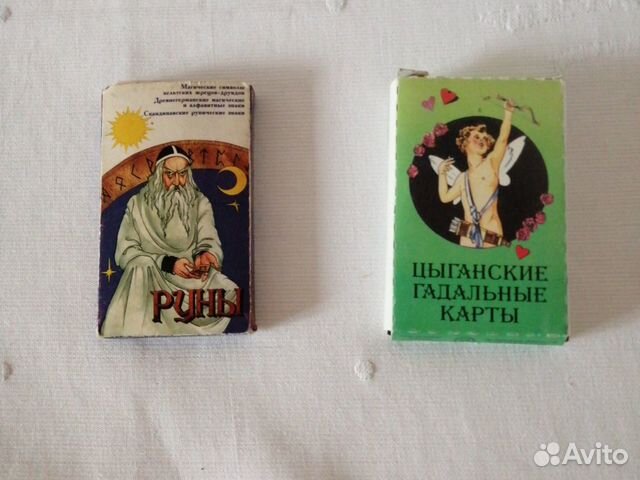 Магические символы
кельтских жрецов-друидов
Древнегерманские магические
и алфавитные знаки
Скандинавские рунические знаки
РУНЫ
ЦЫГАНСКИЕ
ГАДАЛЬНЫЕ
КАРТЫ
Avito